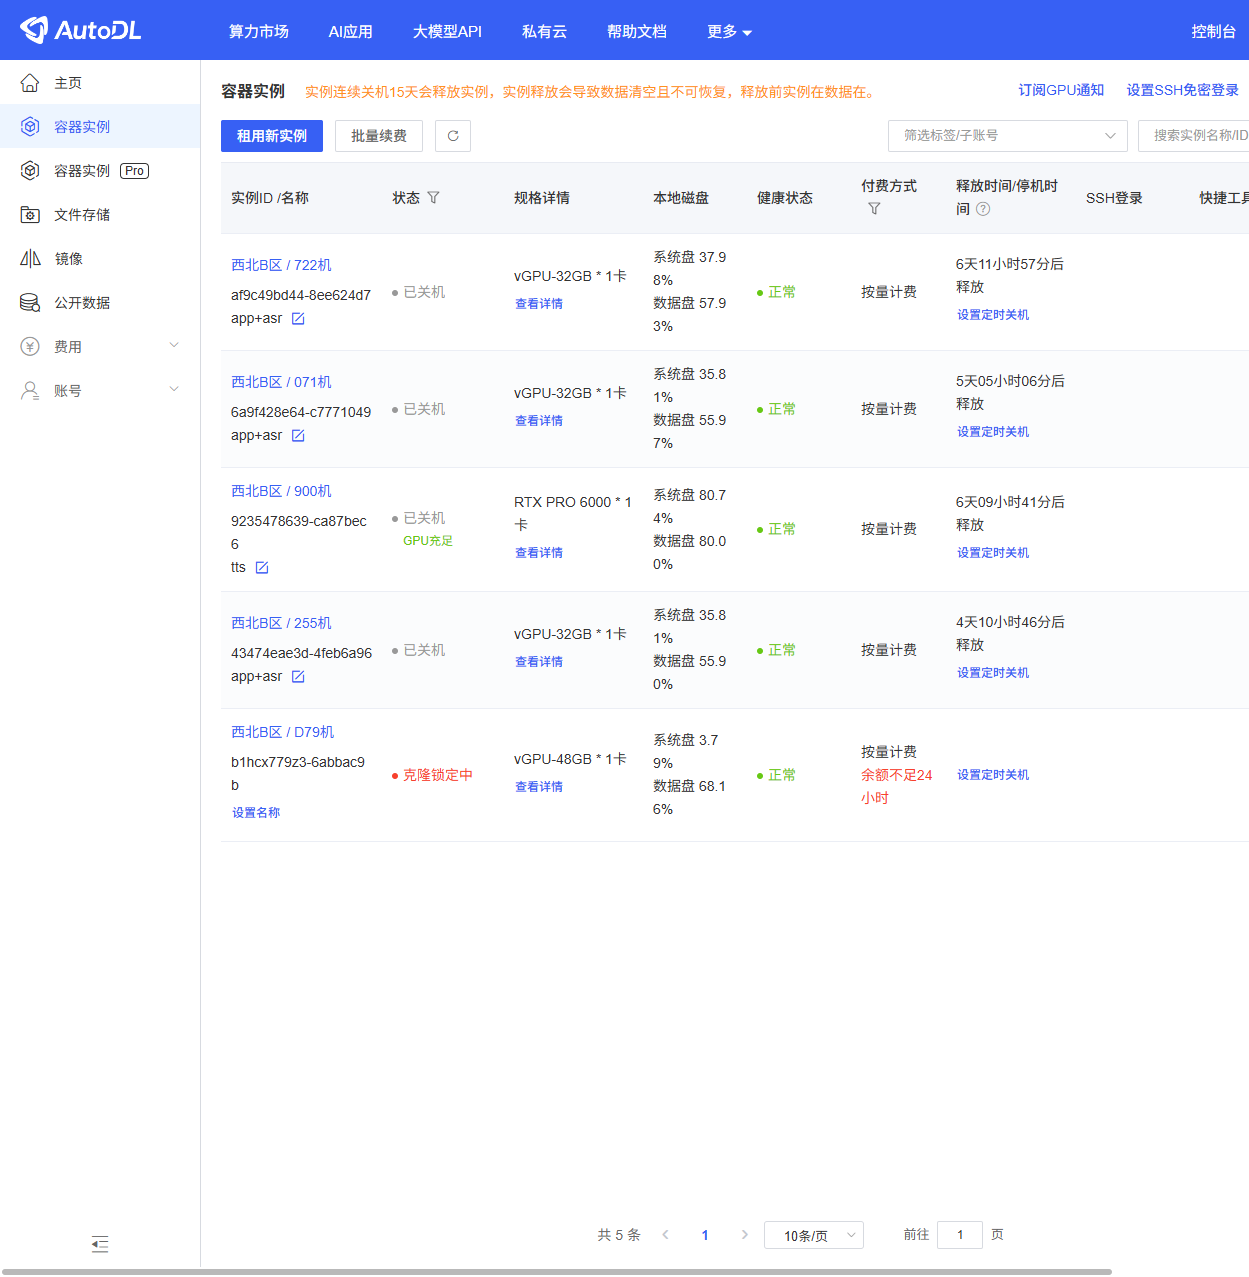 AutoDL
算力市场
AI应用
大模型API
私有云
帮助文档
更多
控制台
主页
容器实例
容器实例 Pro
文件存储
镜像
公开数据
费用
账号
容器实例
实例连续关机15天会释放实例，实例释放会导致数据清空且不可恢复，释放前实例在数据在。
订阅GPU通知
设置SSH免密登录
租用新实例
批量续费
筛选标签/子账号
搜索实例名称/ID
实例ID /名称
状态
规格详情
本地磁盘
健康状态
付费方式
释放时间/停机时
间
SSH登录
快捷工具
西北B区 / 722机
af9c49bd44-8ee624d7
app+asr
已关机
vGPU-32GB * 1卡
查看详情
系统盘 37.9
8%
数据盘 57.9
3%
正常
按量计费
6天11小时57分后
释放
设置定时关机
西北B区 / 071机
6a9f428e64-c7771049
app+asr
已关机
vGPU-32GB * 1卡
查看详情
系统盘 35.8
1%
数据盘 55.9
7%
正常
按量计费
5天05小时06分后
释放
设置定时关机
西北B区 / 900机
9235478639-ca87bec
6
tts
已关机
GPU充足
RTX PRO 6000 * 1
卡
查看详情
系统盘 80.7
4%
数据盘 80.0
0%
正常
按量计费
6天09小时41分后
释放
设置定时关机
西北B区 / 255机
43474eae3d-4feb6a96
app+asr
已关机
vGPU-32GB * 1卡
查看详情
系统盘 35.8
1%
数据盘 55.9
0%
正常
按量计费
4天10小时46分后
释放
设置定时关机
西北B区 / D79机
b1hcx779z3-6abbac9
b
设置名称
克隆锁定中
vGPU-48GB * 1卡
查看详情
系统盘 3.7
9%
数据盘 68.1
6%
正常
按量计费
余额不足24
小时
设置定时关机
共 5 条
1
10条/页
前往
1
页